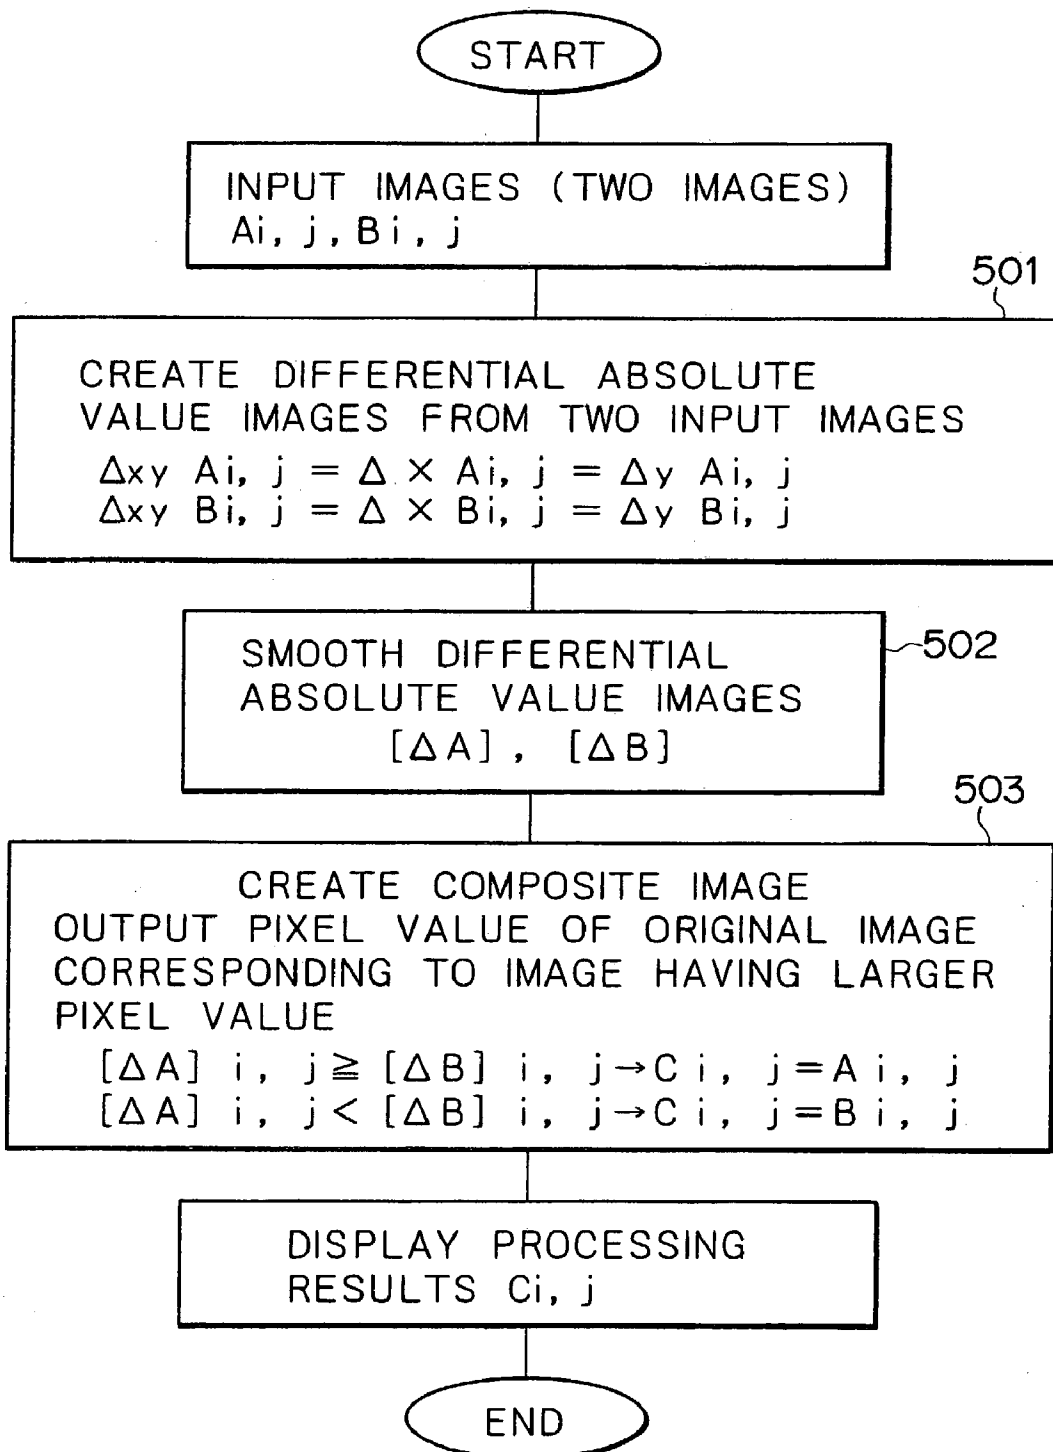 START
INPUT IMAGES (TWO IMAGES)
Ai, j, Bi, j
501
CREATE DIFFERENTIAL ABSOLUTE
VALUE IMAGES FROM TWO INPUT IMAGES
Δxy Ai, j = Δ × Ai, j = Δy Ai, j
Δxy Bi, j = Δ × Bi, j = Δy Bi, j
502
SMOOTH DIFFERENTIAL
ABSOLUTE VALUE IMAGES
[ΔA], [ΔB]
503
CREATE COMPOSITE IMAGE
OUTPUT PIXEL VALUE OF ORIGINAL IMAGE
CORRESPONDING TO IMAGE HAVING LARGER
PIXEL VALUE
[ΔA] i, j ≧ [ΔB] i, j → C i, j = A i, j
[ΔA] i, j < [ΔB] i, j → C i, j = B i, j
DISPLAY PROCESSING
RESULTS Ci, j
END